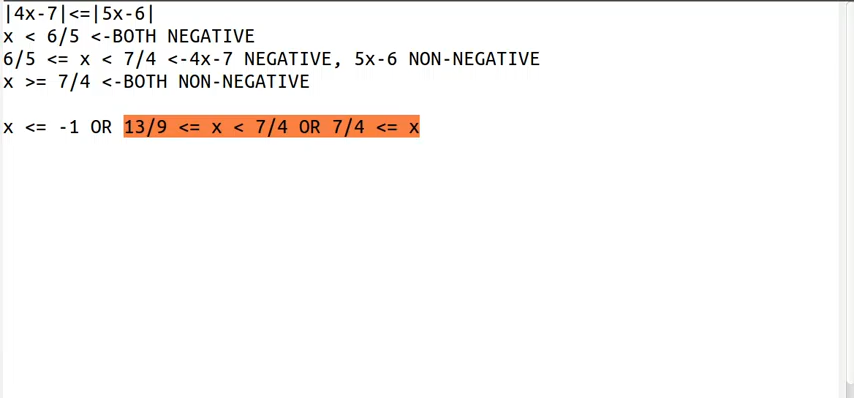 |4x-7|<=|5x-6|
x < 6/5 <-BOTH NEGATIVE
6/5 <= x < 7/4 <-4x-7 NEGATIVE, 5x-6 NON-NEGATIVE
x >= 7/4 <-BOTH NON-NEGATIVE
x <= -1 OR 13/9 <= x < 7/4 OR 7/4 <= x